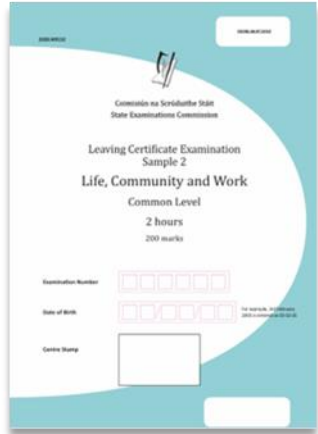 Coimisiún na Scrúduithe Stáit
State Examinations Commission
Leaving Certificate Examination
Sample 2
Life, Community and Work
Common Level
2 hours
200 marks
Examination Number
Date of Birth
Centre Stamp